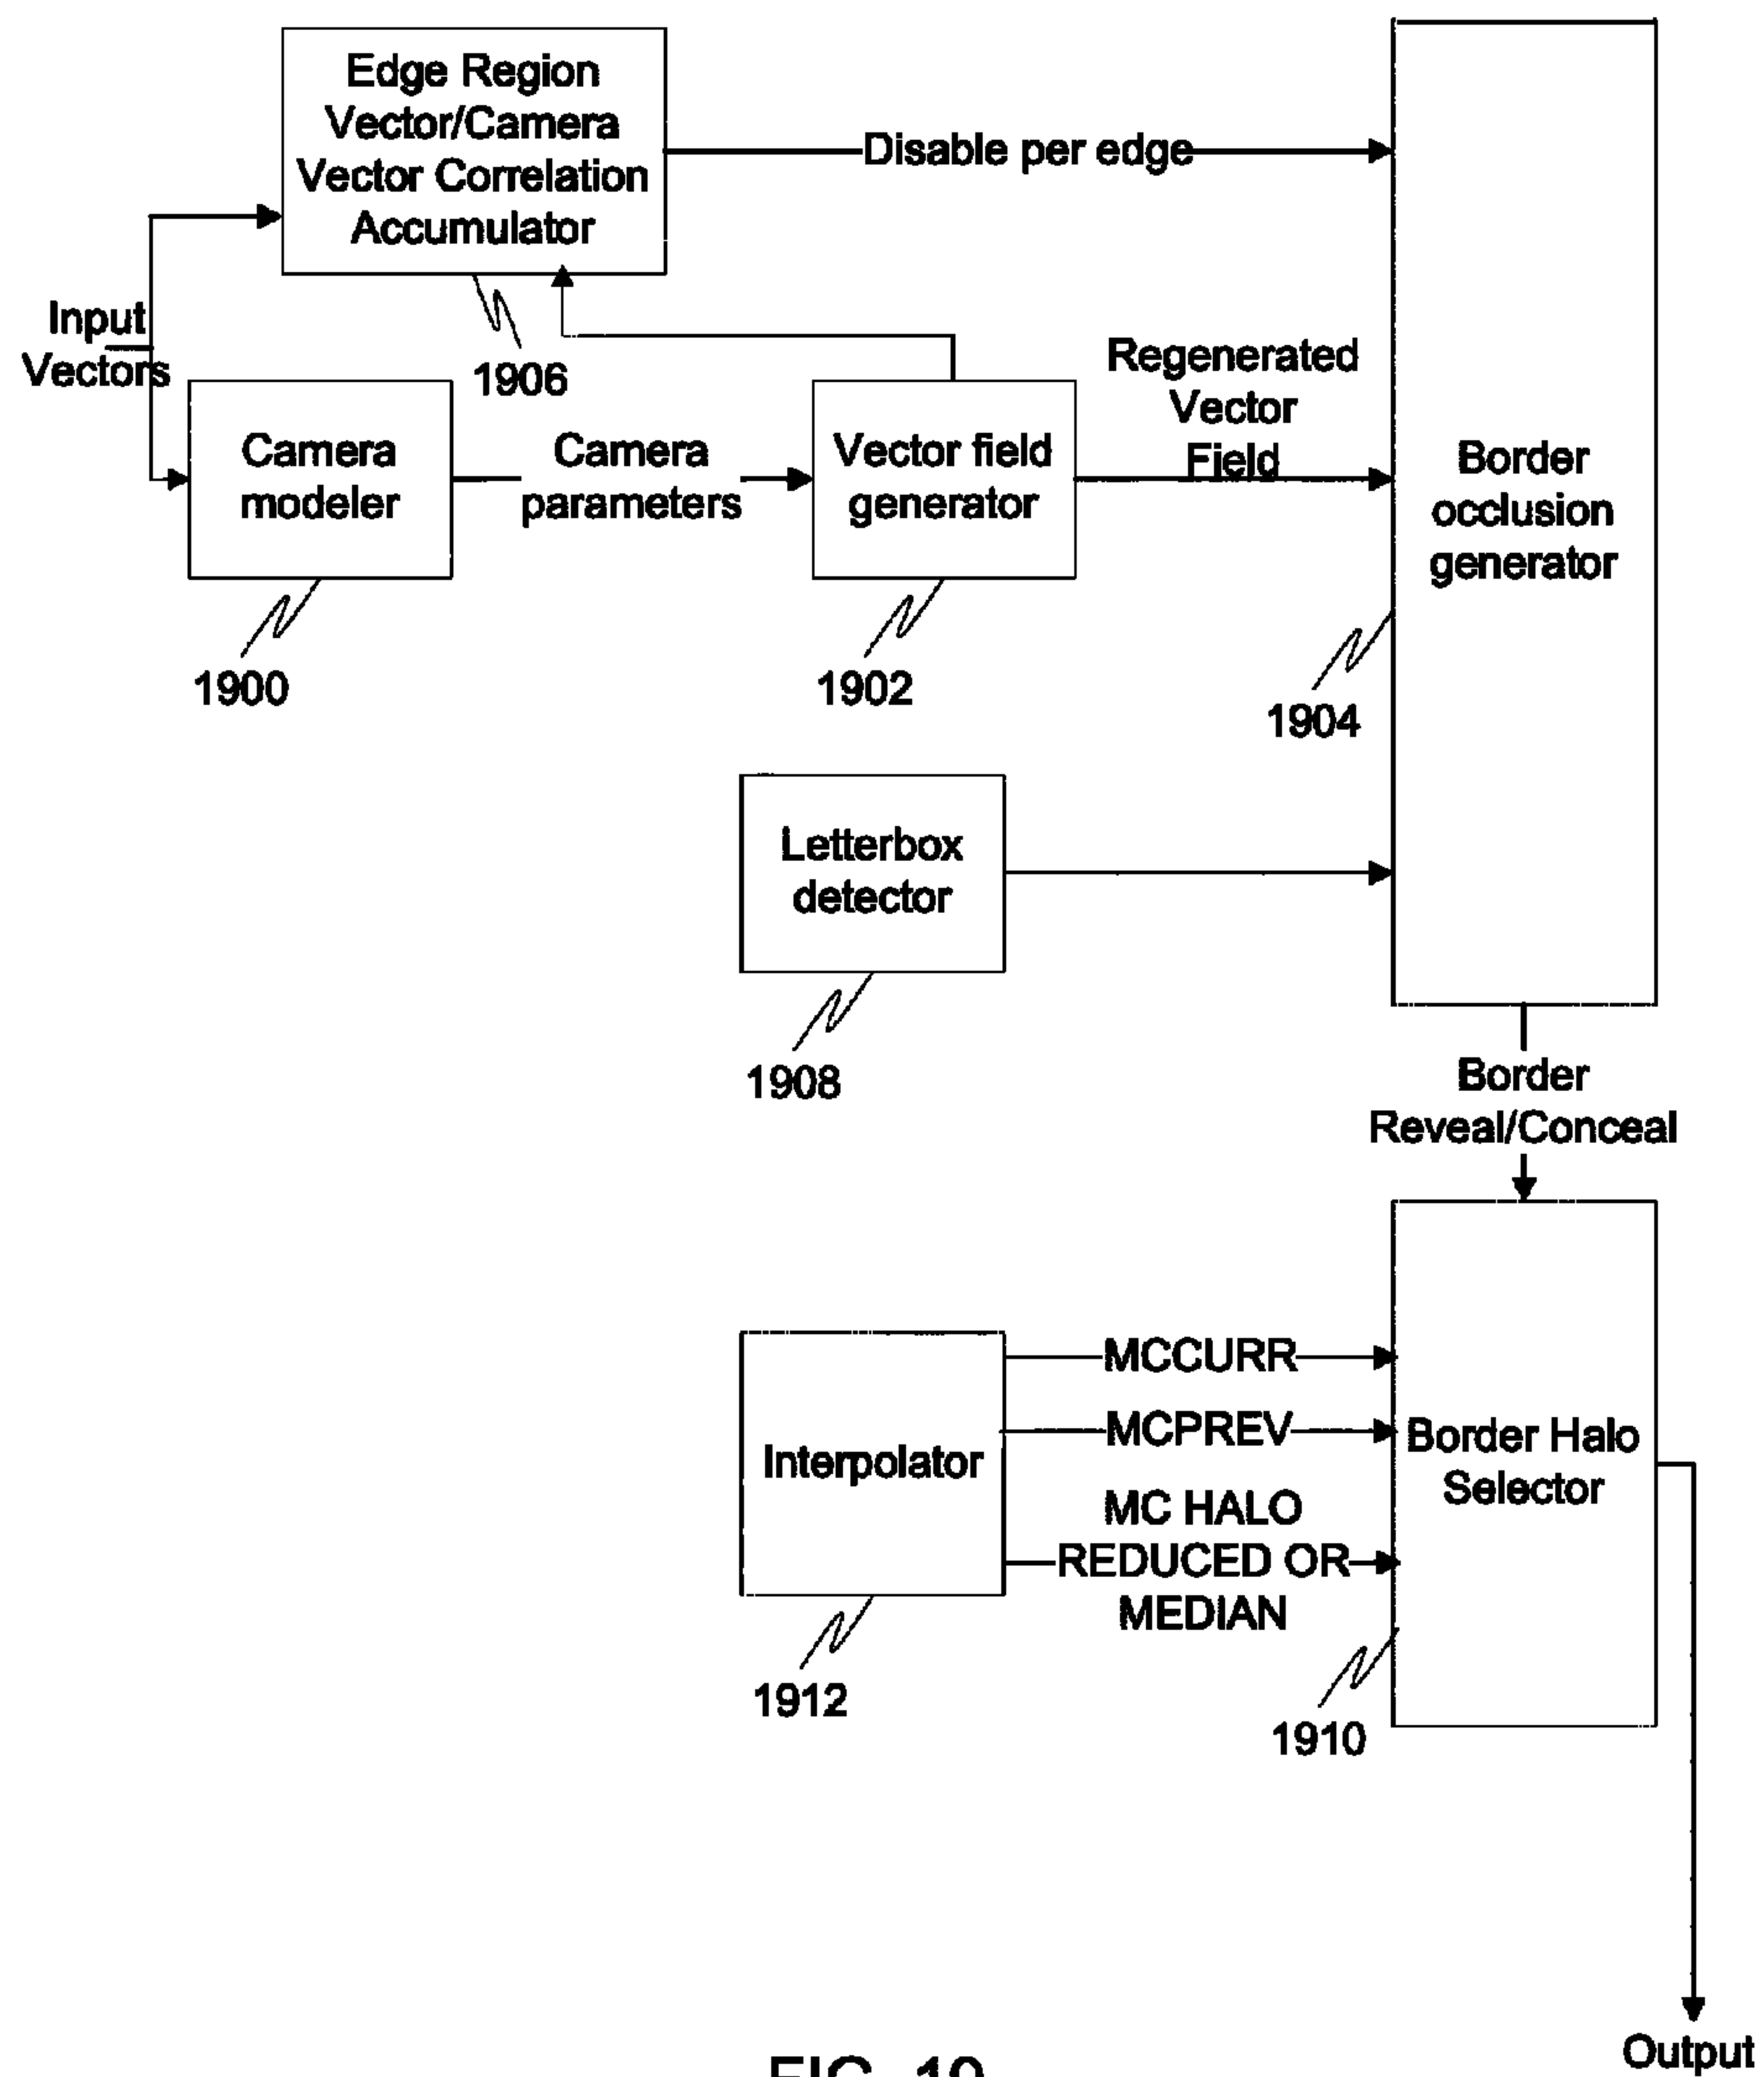 Edge Region
Vector/Camera
Vector Correlation
Accumulator
Disable per edge
Input
Vectors
1906
Regenerated
Vector
Field
Camera
modeler
Camera
parameters
Vector field
generator
Border
occlusion
generator
1900
1902
1904
Letterbox
detector
1908
Border
Reveal/Conceal
Interpolator
MCCURR
MCPREV
MC HALO
REDUCED OR
MEDIAN
Border Halo
Selector
1912
1910
Output
FIG. 19